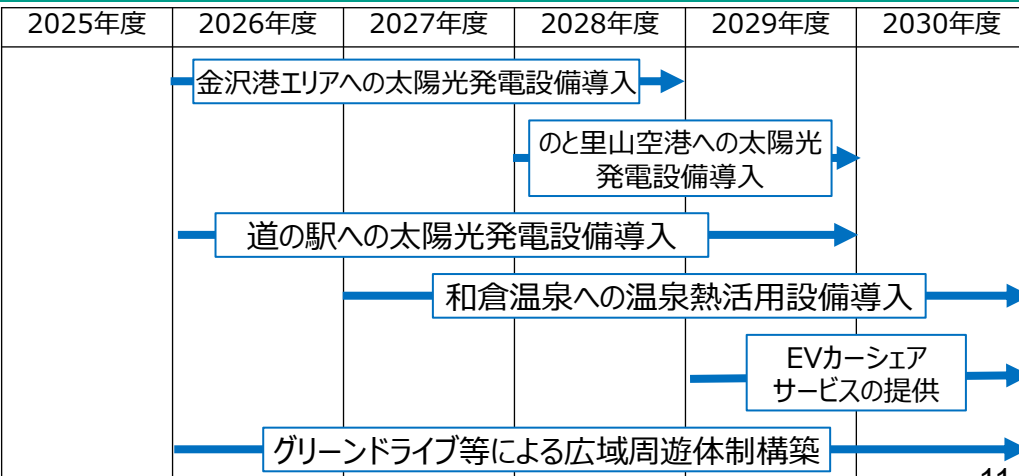 2025年度 2026年度 2027年度 2028年度 2029年度 2030年度
金沢港エリアへの太陽光発電設備導入
のと里山空港への太陽光
発電設備導入
道の駅への太陽光発電設備導入
和倉温泉への温泉熱活用設備導入
EVカーシェア
サービスの提供
グリーンドライブ等による広域周遊体制構築